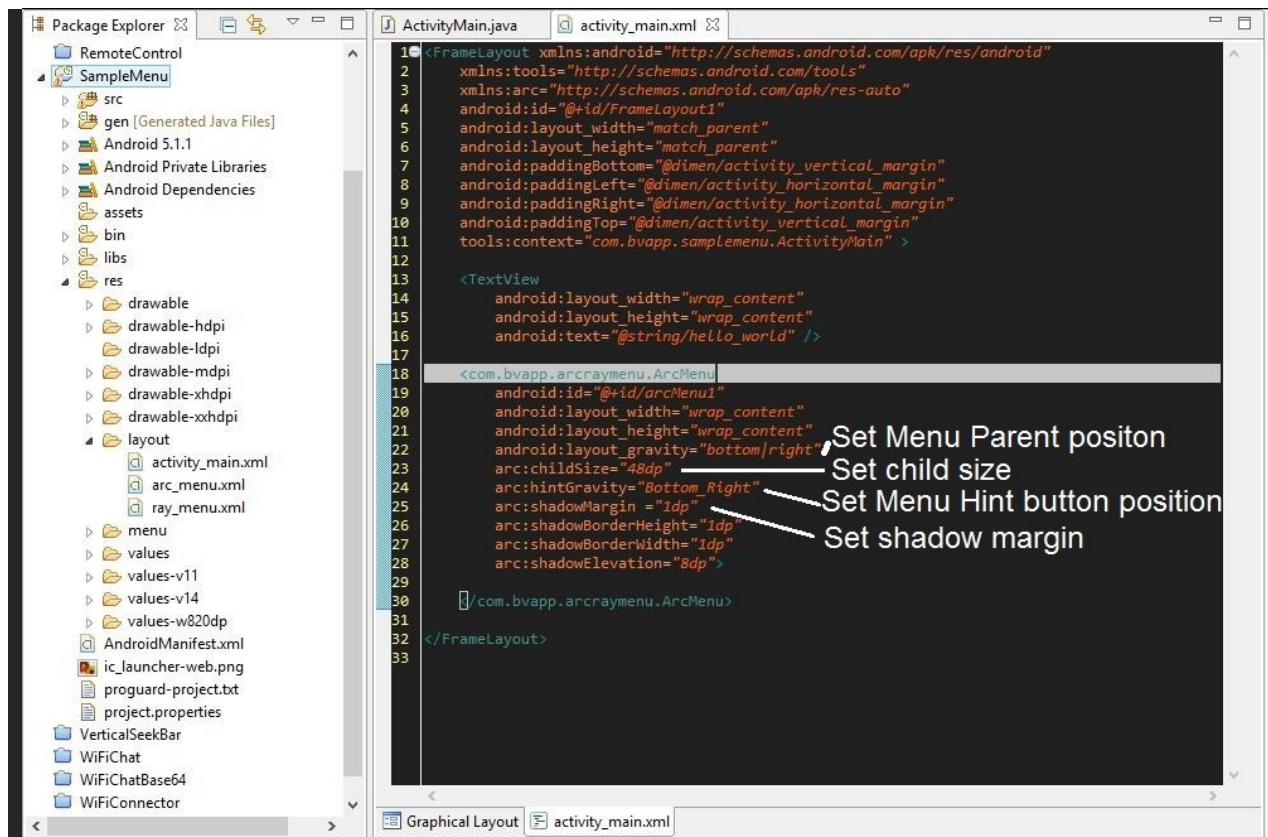 Package Explorer
RemoteControl
SampleMenu
src
gen [Generated Java Files]
Android 5.1.1
Android Private Libraries
Android Dependencies
assets
bin
libs
res
drawable
drawable-hdpi
drawable-ldpi
drawable-mdpi
drawable-xhdpi
drawable-xxhdpi
layout
activity_main.xml
arc_menu.xml
ray_menu.xml
menu
values
values-v11
values-v14
values-w820dp
AndroidManifest.xml
ic_launcher-web.png
proguard-project.txt
project.properties
VerticalSeekBar
WiFiChat
WiFiChatBase64
WiFiConnector
ActivityMain.java activity_main.xml
1 <FrameLayout xmlns:android="http://schemas.android.com/apk/res/android"
2 xmlns:tools="http://schemas.android.com/tools"
3 xmlns:arc="http://schemas.android.com/apk/res-auto"
4 android:id="@+id/FrameLayout1"
5 android:layout_width="match_parent"
6 android:layout_height="match_parent"
7 android:paddingBottom="@dimen/activity_vertical_margin"
8 android:paddingLeft="@dimen/activity_horizontal_margin"
9 android:paddingRight="@dimen/activity_horizontal_margin"
10 android:paddingTop="@dimen/activity_vertical_margin"
11 tools:context="com.bvapp.samplemenu.ActivityMain" >
12
13 <TextView
14 android:layout_width="wrap_content"
15 android:layout_height="wrap_content"
16 android:text="@string/hello_world" />
17
18 <com.bvapp.arcraymenu.ArcMenu
19 android:id="@+id/arcMenu1"
20 android:layout_width="wrap_content"
21 android:layout_height="wrap_content"
22 android:layout_gravity="bottom|right" Set Menu Parent positon
23 arc:childSize="48dp" Set child size
24 arc:hintGravity="Bottom_Right" Set Menu Hint button position
25 arc:shadowMargin ="1dp" Set shadow margin
26 arc:shadowBorderHeight="1dp"
27 arc:shadowBorderWidth="1dp"
28 arc:shadowElevation="8dp">
29
30 </com.bvapp.arcraymenu.ArcMenu>
31
32 </FrameLayout>
33
Graphical Layout activity_main.xml